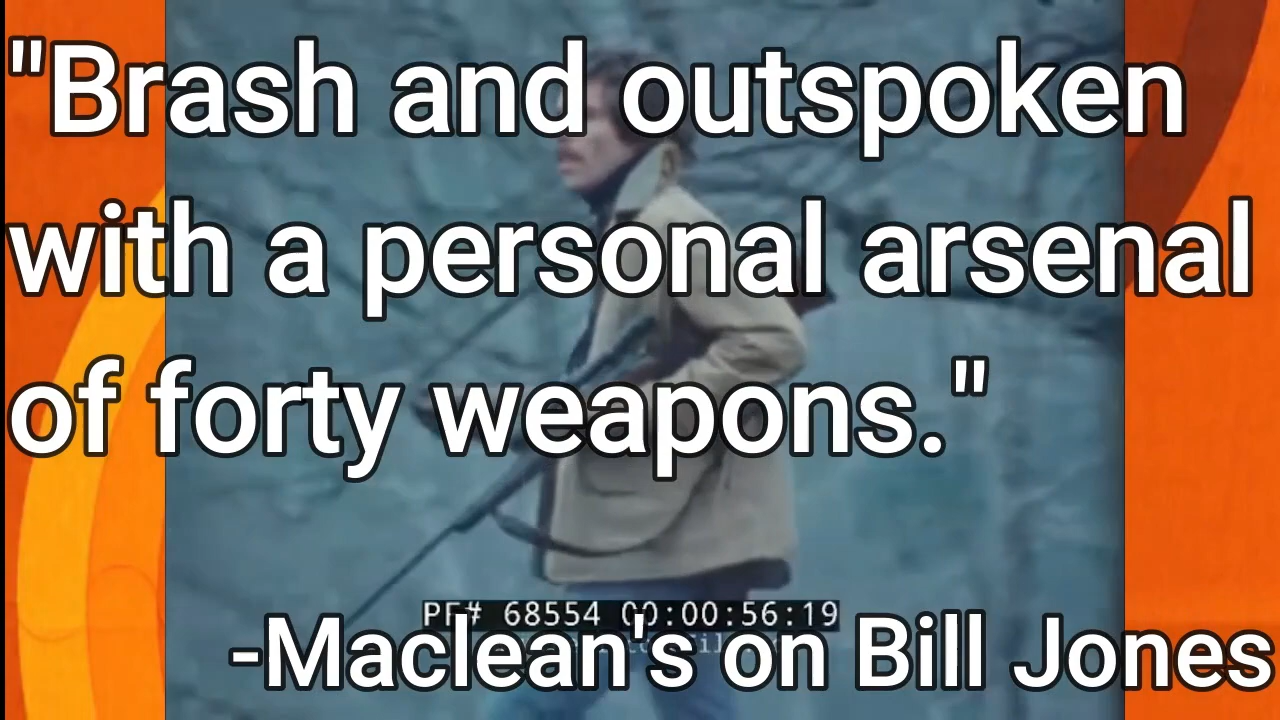 "Brash and outspoken
with a personal arsenal
of forty weapons."
PF# 68554 00:00:56:19
-Maclean's on Bill Jones